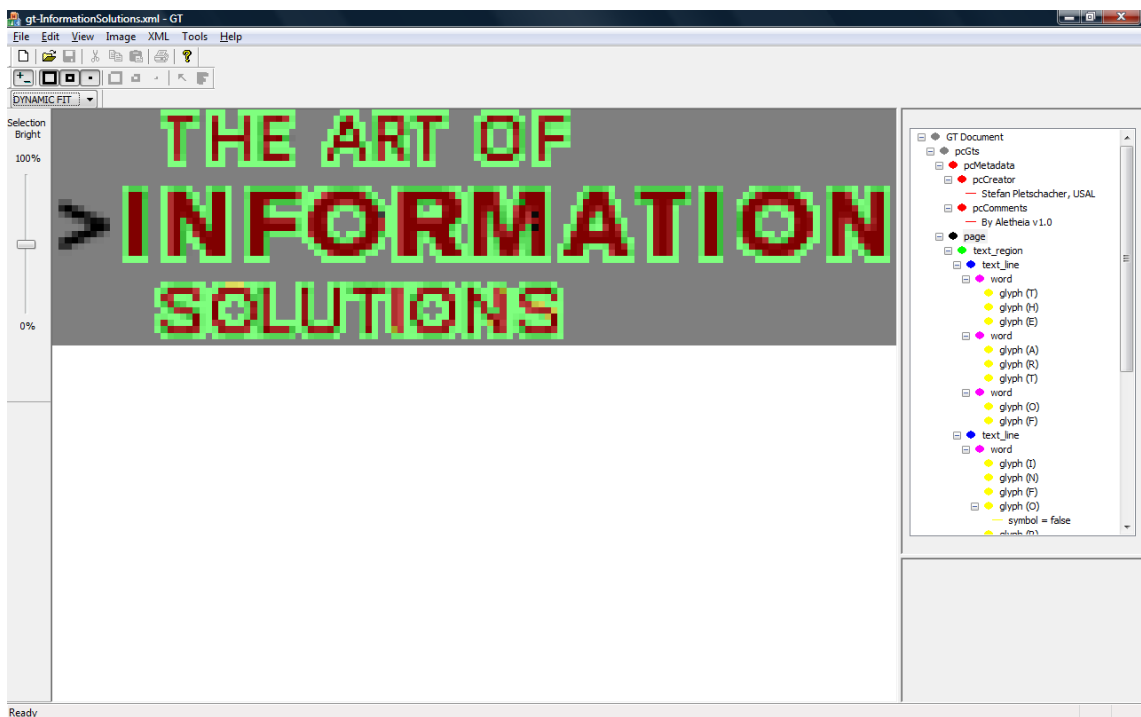 gt-InformationSolutions.xml - GT
File Edit View Image XML Tools Help
DYNAMIC FIT
Selection
Bright
100%
0%
THE ART OF
>INFORMATION
SOLUTIONS
GT Document
pcGts
pcMetadata
pcCreator
Stefan Pletschacher, USAL
pcComments
By Aletheia v1.0
page
text_region
text_line
word
glyph (T)
glyph (H)
glyph (E)
word
glyph (A)
glyph (R)
glyph (T)
word
glyph (O)
glyph (F)
text_line
word
glyph (I)
glyph (N)
glyph (F)
glyph (O)
symbol = false
glyph (R)
Ready